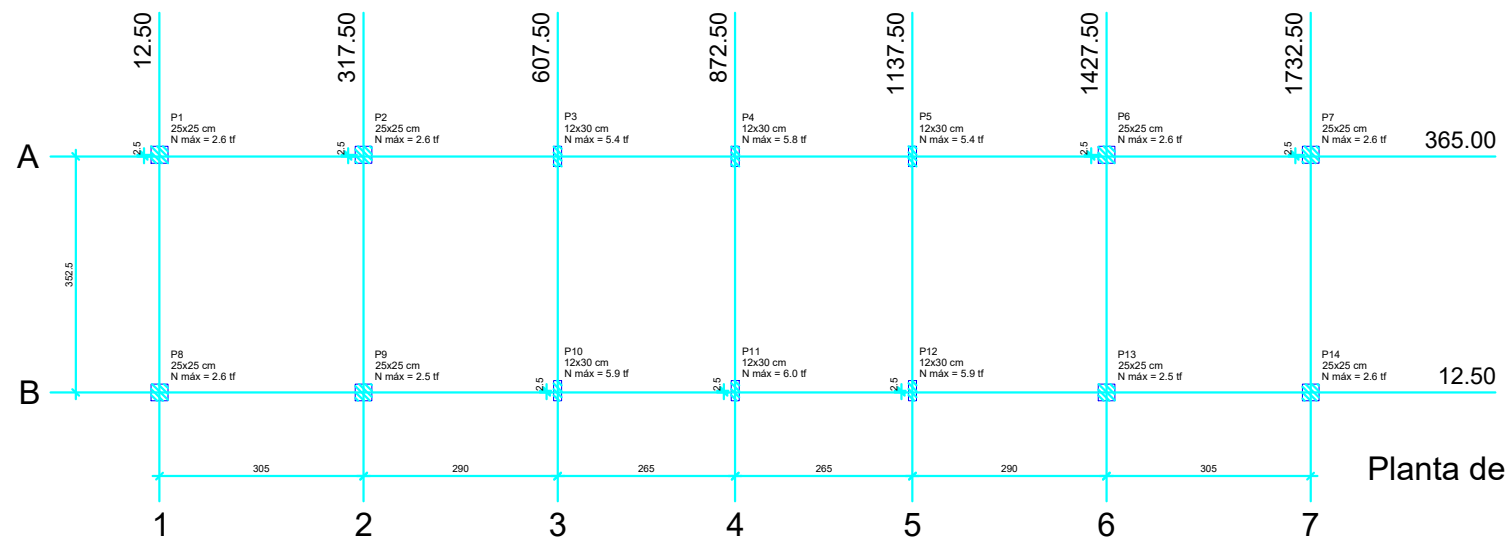 12.50
317.50
607.50
872.50
1137.50
1427.50
1732.50
P1
25x25 cm
N máx = 2.6 tf
P2
25x25 cm
N máx = 2.6 tf
P3
12x30 cm
N máx = 5.4 tf
P4
12x30 cm
N máx = 5.8 tf
P5
12x30 cm
N máx = 5.4 tf
P6
25x25 cm
N máx = 2.6 tf
P7
25x25 cm
N máx = 2.6 tf
365.00
A
2.5
2.5
2.5
2.5
352.5
P8
25x25 cm
N máx = 2.6 tf
P9
25x25 cm
N máx = 2.5 tf
P10
12x30 cm
N máx = 5.9 tf
P11
12x30 cm
N máx = 6.0 tf
P12
12x30 cm
N máx = 5.9 tf
P13
25x25 cm
N máx = 2.5 tf
P14
25x25 cm
N máx = 2.6 tf
12.50
B
2.5
2.5
2.5
305
290
265
265
290
305
Planta de
1
2
3
4
5
6
7